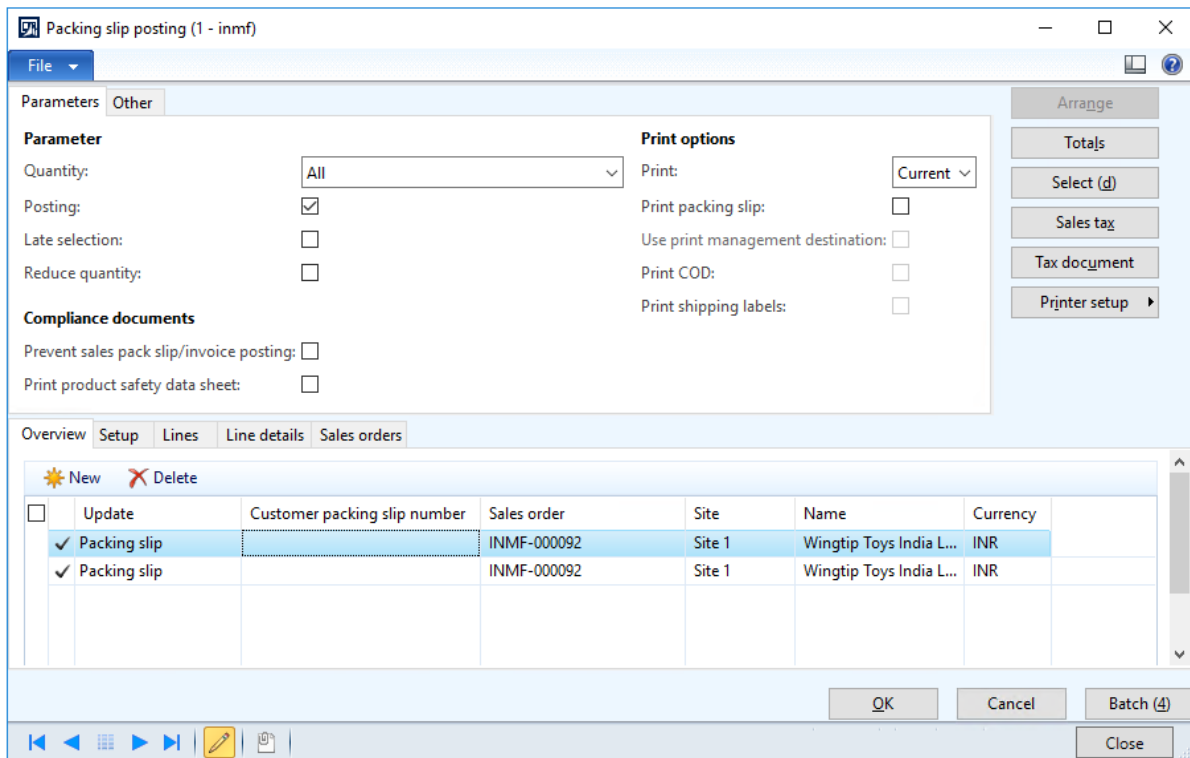 Packing slip posting (1 - inmf)
File
Parameters Other
Arrange
Totals
Select (d)
Sales tax
Tax document
Printer setup
Parameter
Quantity: All
Posting:
Late selection:
Reduce quantity:
Compliance documents
Prevent sales pack slip/invoice posting:
Print product safety data sheet:
Print options
Print: Current
Print packing slip:
Use print management destination:
Print COD:
Print shipping labels:
Overview Setup Lines Line details Sales orders
New Delete
Update Customer packing slip number Sales order Site Name Currency
Packing slip INMF-000092 Site 1 Wingtip Toys India L... INR
Packing slip INMF-000092 Site 1 Wingtip Toys India L... INR
OK Cancel Batch (4)
Close